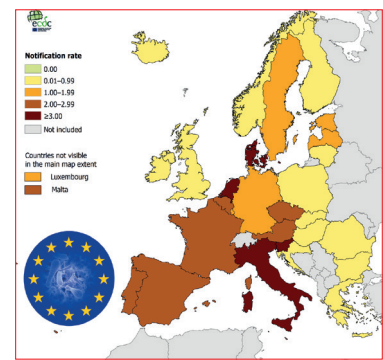 ecdc
Notification rate
0.00
0.01–0.99
1.00–1.99
2.00–2.99
≥3.00
Not included
Countries not visible
in the main map extent
Luxembourg
Malta